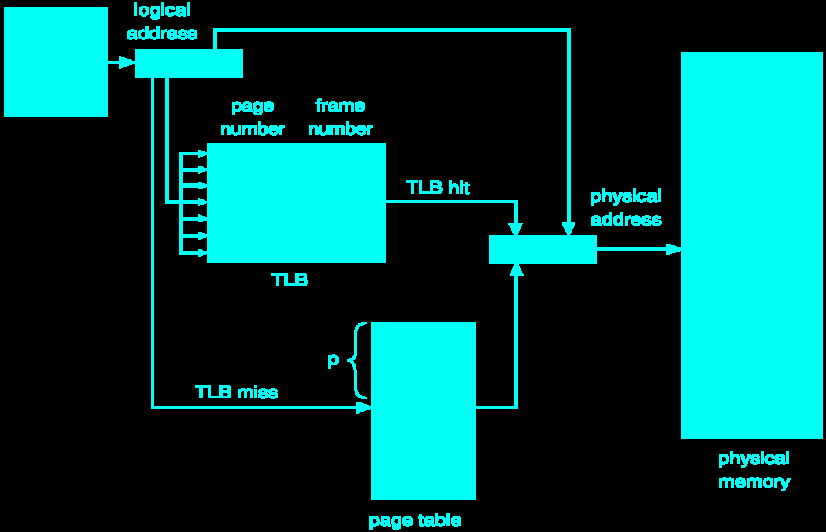 logical
address
page
number
frame
number
TLB hit
physical
address
TLB
p
TLB miss
physical
memory
page table